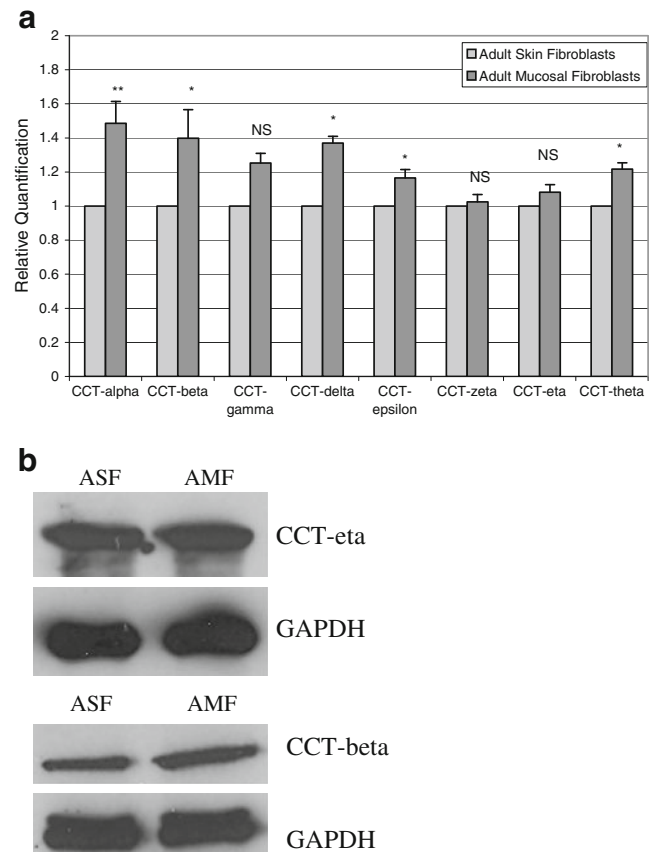 a
2
1.8
1.6
1.4
1.2
1
0.8
0.6
0.4
0.2
0
Relative Quantification
Adult Skin Fibroblasts
Adult Mucosal Fibroblasts
**
*
NS
*
*
NS
NS
*
CCT-alpha
CCT-beta
CCT-
gamma
CCT-delta
CCT-
epsilon
CCT-zeta
CCT-eta
CCT-theta
b
ASF AMF
CCT-eta
GAPDH
ASF AMF
CCT-beta
GAPDH